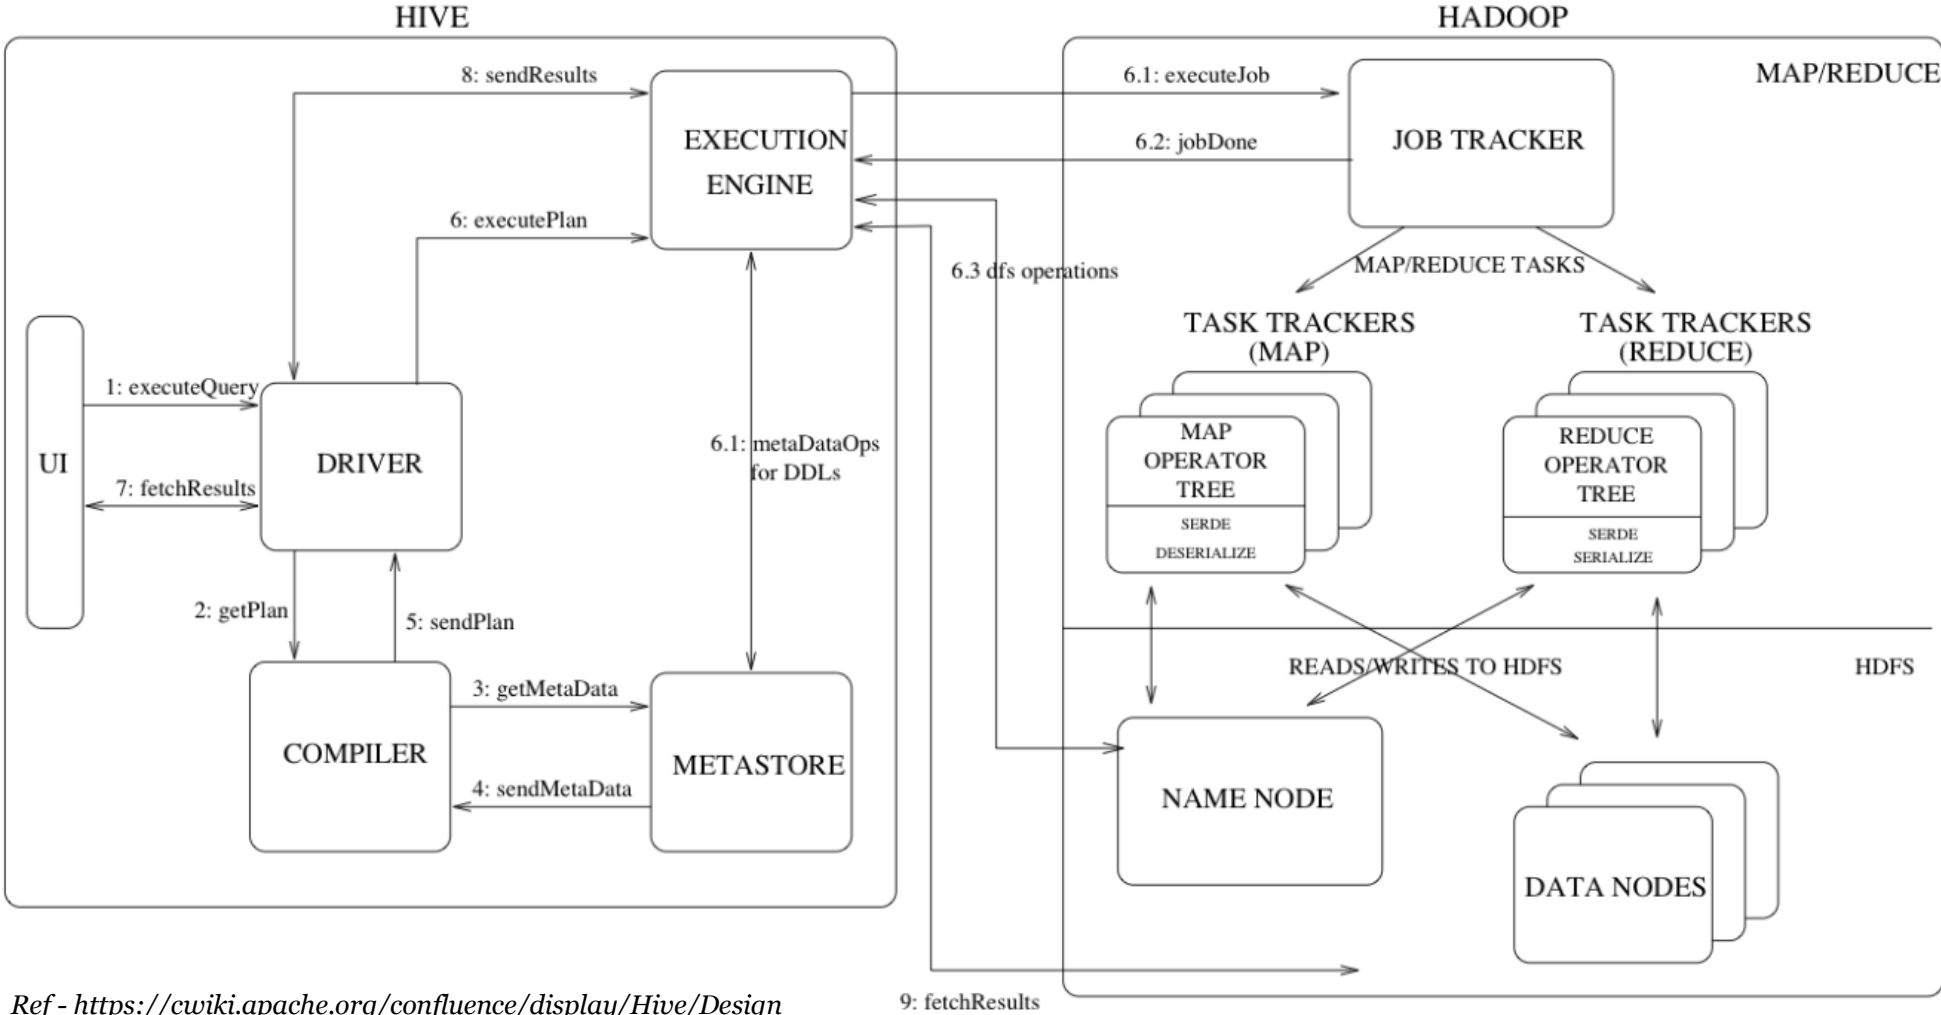 HIVE
HADOOP
MAP/REDUCE
8: sendResults
6.1: executeJob
EXECUTION
ENGINE
6.2: jobDone
JOB TRACKER
6: executePlan
6.3 dfs operations
MAP/REDUCE TASKS
TASK TRACKERS
(MAP)
TASK TRACKERS
(REDUCE)
1: executeQuery
UI
DRIVER
7: fetchResults
6.1: metaDataOps
for DDLs
MAP
OPERATOR
TREE
SERDE
DESERIALIZE
REDUCE
OPERATOR
TREE
SERDE
SERIALIZE
2: getPlan
5: sendPlan
READS/WRITES TO HDFS
HDFS
3: getMetaData
COMPILER
METASTORE
4: sendMetaData
NAME NODE
DATA NODES
Ref - https://cwiki.apache.org/confluence/display/Hive/Design
9: fetchResults